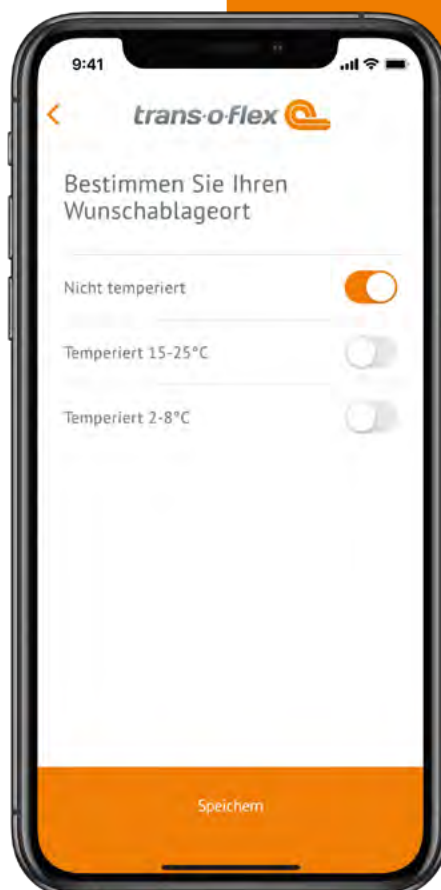 9:41
trans·o·flex
Bestimmen Sie Ihren
Wunschablageort
Nicht temperiert
Temperiert 15-25°C
Temperiert 2-8°C
Speichern